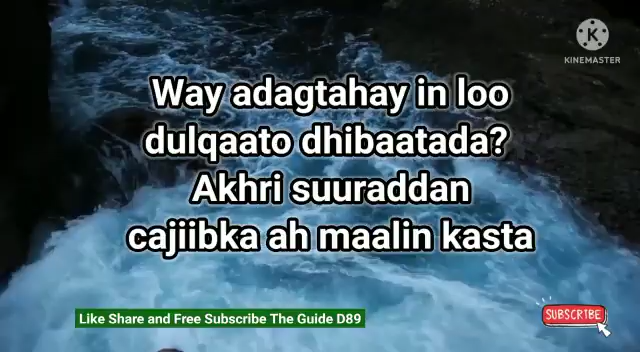 KINEMASTER
Way adagtahay in loo
dulqaato dhibaatada?
Akhri suuraddan
cajiibka ah maalin kasta
Like Share and Free Subscribe The Guide D89
SUBSCRIBE